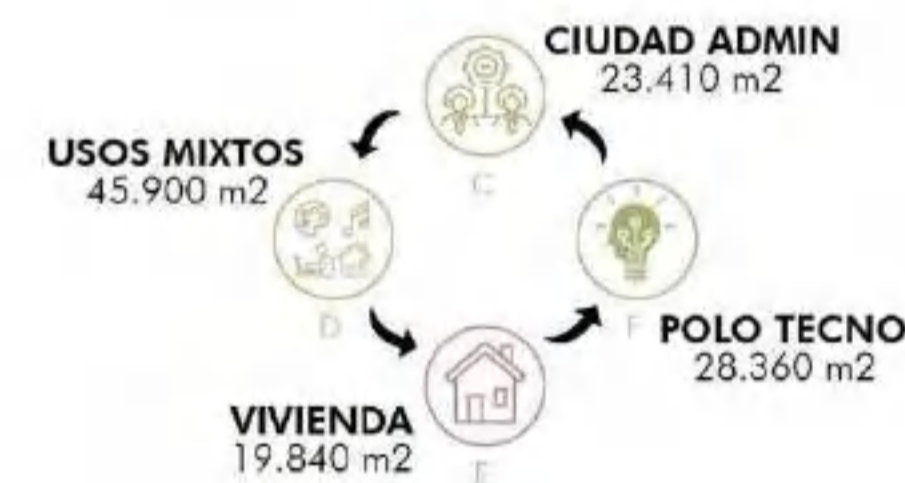 CIUDAD ADMIN
23.410 m2
C
USOS MIXTOS
45.900 m2
D
F
POLO TECNO
28.360 m2
VIVIENDA
19.840 m2
E